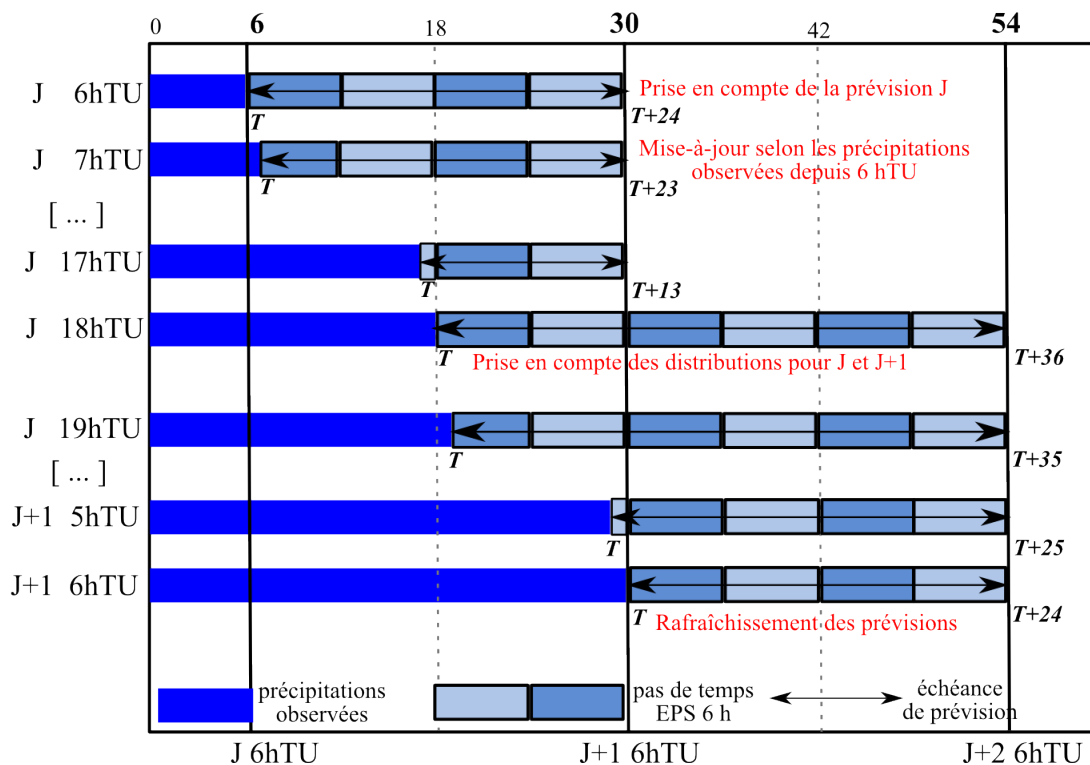 0 6 18 30 42 54
J 6hTU
Prise en compte de la prévision J
T T+24
J 7hTU
Mise-à-jour selon les précipitations
observées depuis 6 hTU
T T+23
[ ... ]
J 17hTU
T T+13
J 18hTU
T T+36
Prise en compte des distributions pour J et J+1
J 19hTU
T T+35
[ ... ]
J+1 5hTU
T T+25
J+1 6hTU
T T+24
Rafraîchissement des prévisions
précipitations
observées
pas de temps
EPS 6 h
échéance
de prévision
J 6hTU J+1 6hTU J+2 6hTU